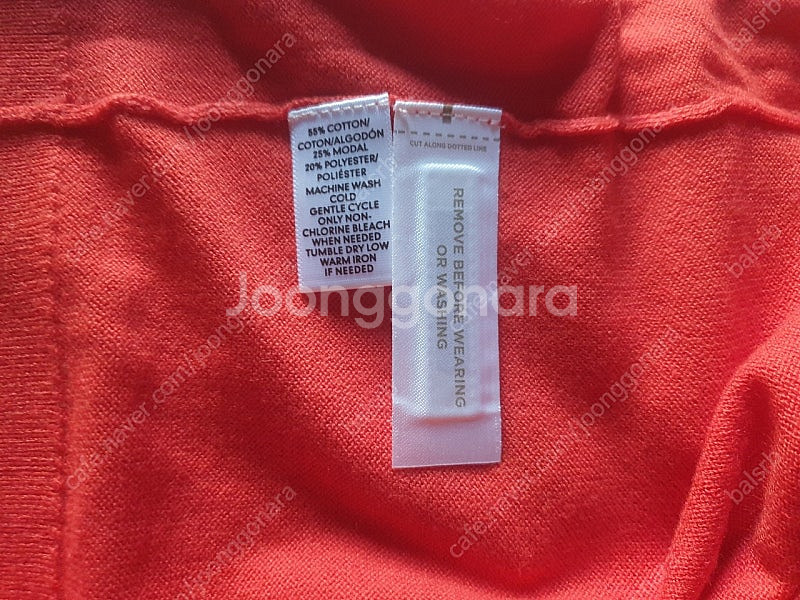 55% COTTON/
COTON/ALGODÓN
25% MODAL
20% POLYESTER/
POLIÉSTER
MACHINE WASH
COLD
GENTLE CYCLE
ONLY NON-
CHLORINE BLEACH
WHEN NEEDED
TUMBLE DRY LOW
WARM IRON
IF NEEDED
CUT ALONG DOTTED LINE
REMOVE BEFORE WEARING
OR WASHING
Joonggonara